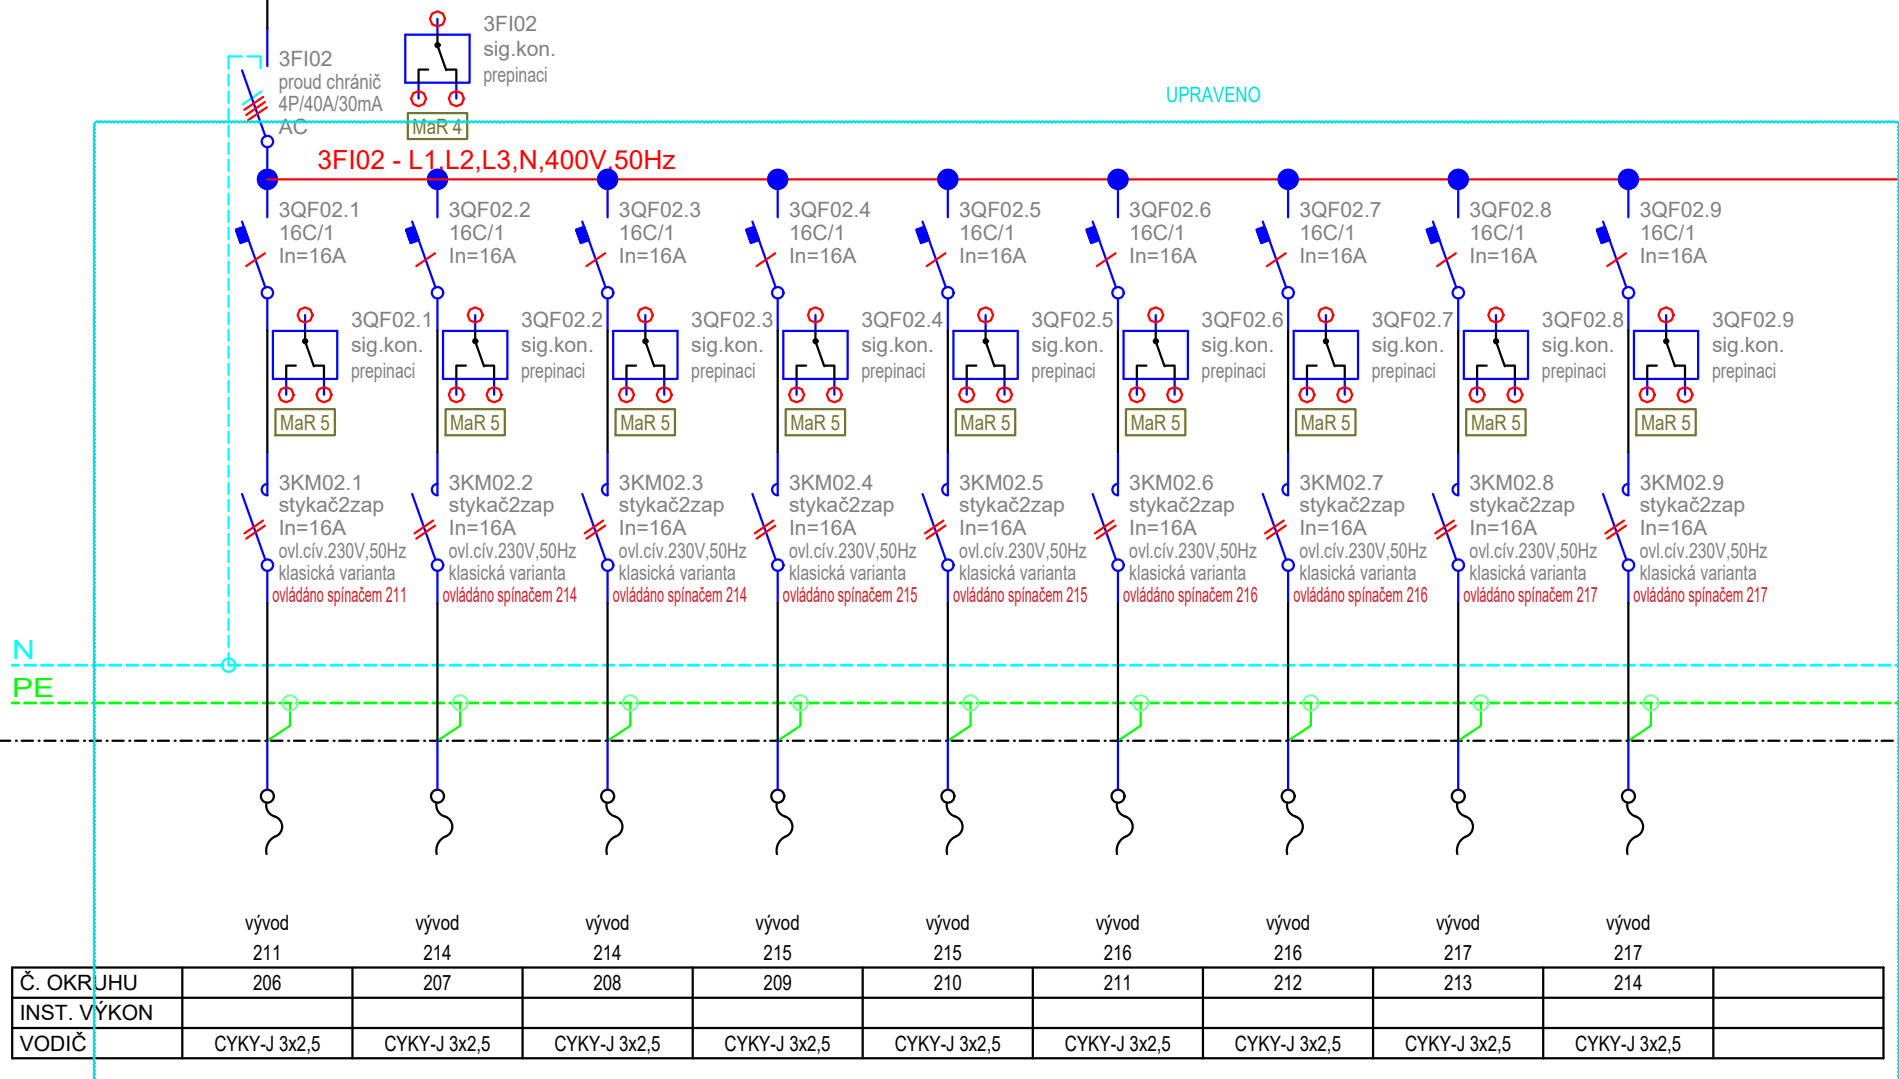 3FI02
sig.kon.
prepinaci
MaR 4
3FI02
proud chránič
4P/40A/30mA
AC
UPRAVENO
3FI02 - L1,L2,L3,N,400V,50Hz
3QF02.1
16C/1
In=16A
3QF02.2
16C/1
In=16A
3QF02.3
16C/1
In=16A
3QF02.4
16C/1
In=16A
3QF02.5
16C/1
In=16A
3QF02.6
16C/1
In=16A
3QF02.7
16C/1
In=16A
3QF02.8
16C/1
In=16A
3QF02.9
16C/1
In=16A
3QF02.1
sig.kon.
prepinaci
MaR 5
3QF02.2
sig.kon.
prepinaci
MaR 5
3QF02.3
sig.kon.
prepinaci
MaR 5
3QF02.4
sig.kon.
prepinaci
MaR 5
3QF02.5
sig.kon.
prepinaci
MaR 5
3QF02.6
sig.kon.
prepinaci
MaR 5
3QF02.7
sig.kon.
prepinaci
MaR 5
3QF02.8
sig.kon.
prepinaci
MaR 5
3QF02.9
sig.kon.
prepinaci
MaR 5
3KM02.1
stykač2zap
In=16A
ovl.cív.230V,50Hz
klasická varianta
ovládáno spínačem 211
3KM02.2
stykač2zap
In=16A
ovl.cív.230V,50Hz
klasická varianta
ovládáno spínačem 214
3KM02.3
stykač2zap
In=16A
ovl.cív.230V,50Hz
klasická varianta
ovládáno spínačem 214
3KM02.4
stykač2zap
In=16A
ovl.cív.230V,50Hz
klasická varianta
ovládáno spínačem 215
3KM02.5
stykač2zap
In=16A
ovl.cív.230V,50Hz
klasická varianta
ovládáno spínačem 215
3KM02.6
stykač2zap
In=16A
ovl.cív.230V,50Hz
klasická varianta
ovládáno spínačem 216
3KM02.7
stykač2zap
In=16A
ovl.cív.230V,50Hz
klasická varianta
ovládáno spínačem 216
3KM02.8
stykač2zap
In=16A
ovl.cív.230V,50Hz
klasická varianta
ovládáno spínačem 217
3KM02.9
stykač2zap
In=16A
ovl.cív.230V,50Hz
klasická varianta
ovládáno spínačem 217
N
PE
vývod vývod vývod vývod vývod vývod vývod vývod vývod
211 214 214 215 215 216 216 217 217
Č. OKRUHU 206 207 208 209 210 211 212 213 214
INST. VÝKON
VODIČ CYKY-J 3x2,5 CYKY-J 3x2,5 CYKY-J 3x2,5 CYKY-J 3x2,5 CYKY-J 3x2,5 CYKY-J 3x2,5 CYKY-J 3x2,5 CYKY-J 3x2,5 CYKY-J 3x2,5